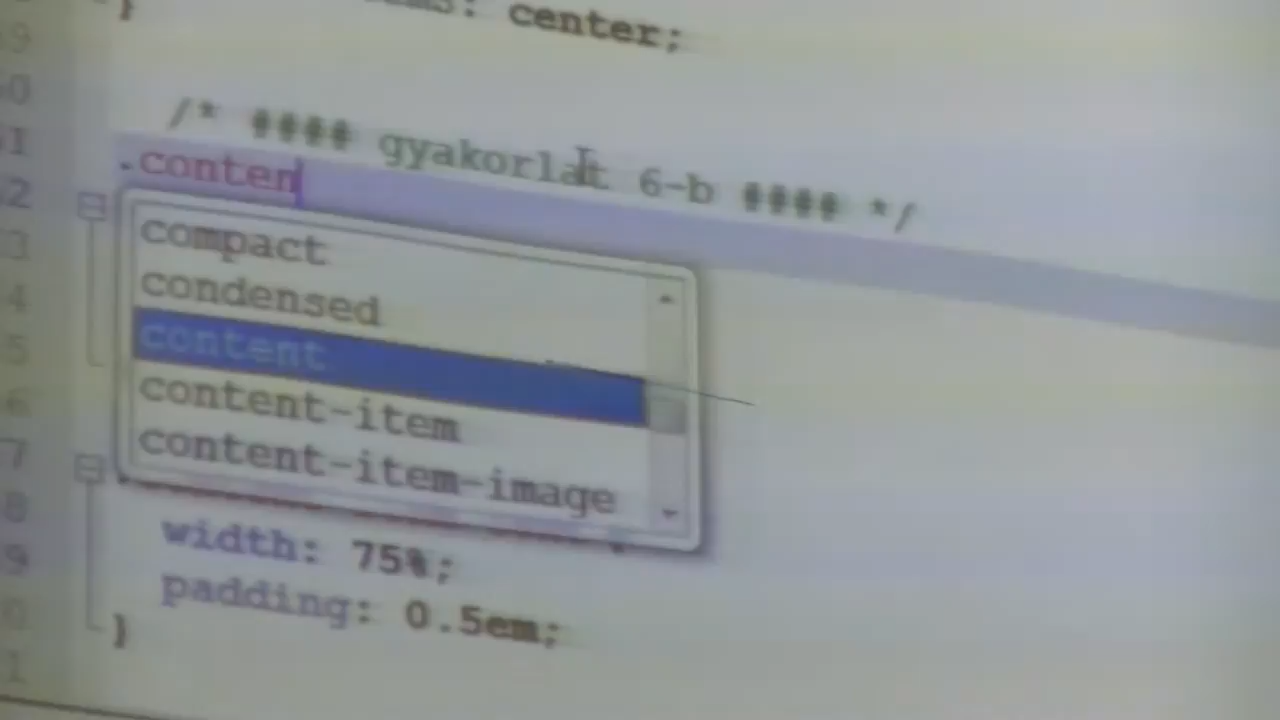 }
center;
/* #### gyakorlat 6-b #### */
.conten
compact
condensed
content
content-item
content-item-image
width: 75%;
padding: 0.5em;
}